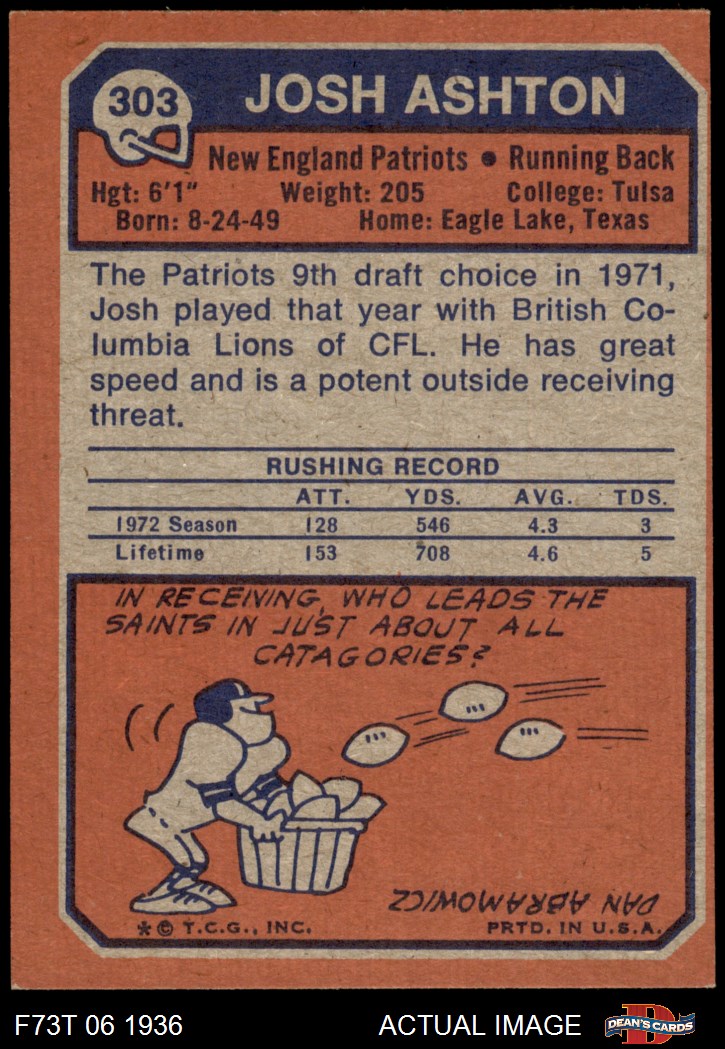 303
JOSH ASHTON
New England Patriots • Running Back
Hgt: 6'1" Weight: 205 College: Tulsa
Born: 8-24-49 Home: Eagle Lake, Texas
The Patriots 9th draft choice in 1971,
Josh played that year with British Co-
lumbia Lions of CFL. He has great
speed and is a potent outside receiving
threat.
RUSHING RECORD
ATT. YDS. AVG. TDS.
1972 Season 128 546 4.3 3
Lifetime 153 708 4.6 5
IN RECEIVING, WHO LEADS THE
SAINTS IN JUST ABOUT ALL
CATAGORIES?
DAN ABRAMOWICZ
* © T.C.G., INC. PRTD. IN U.S.A.
F73T 06 1936 ACTUAL IMAGE
D
DEAN'S CARDS